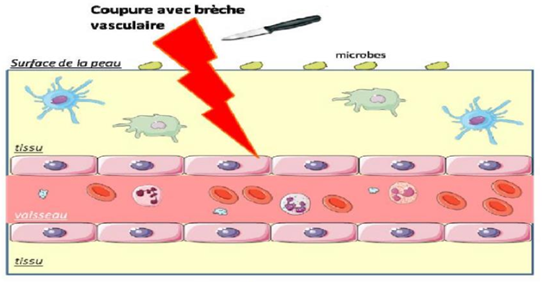 Coupure avec brèche
vasculaire
microbes
Surface de la peau
tissu
vaisseau
tissu